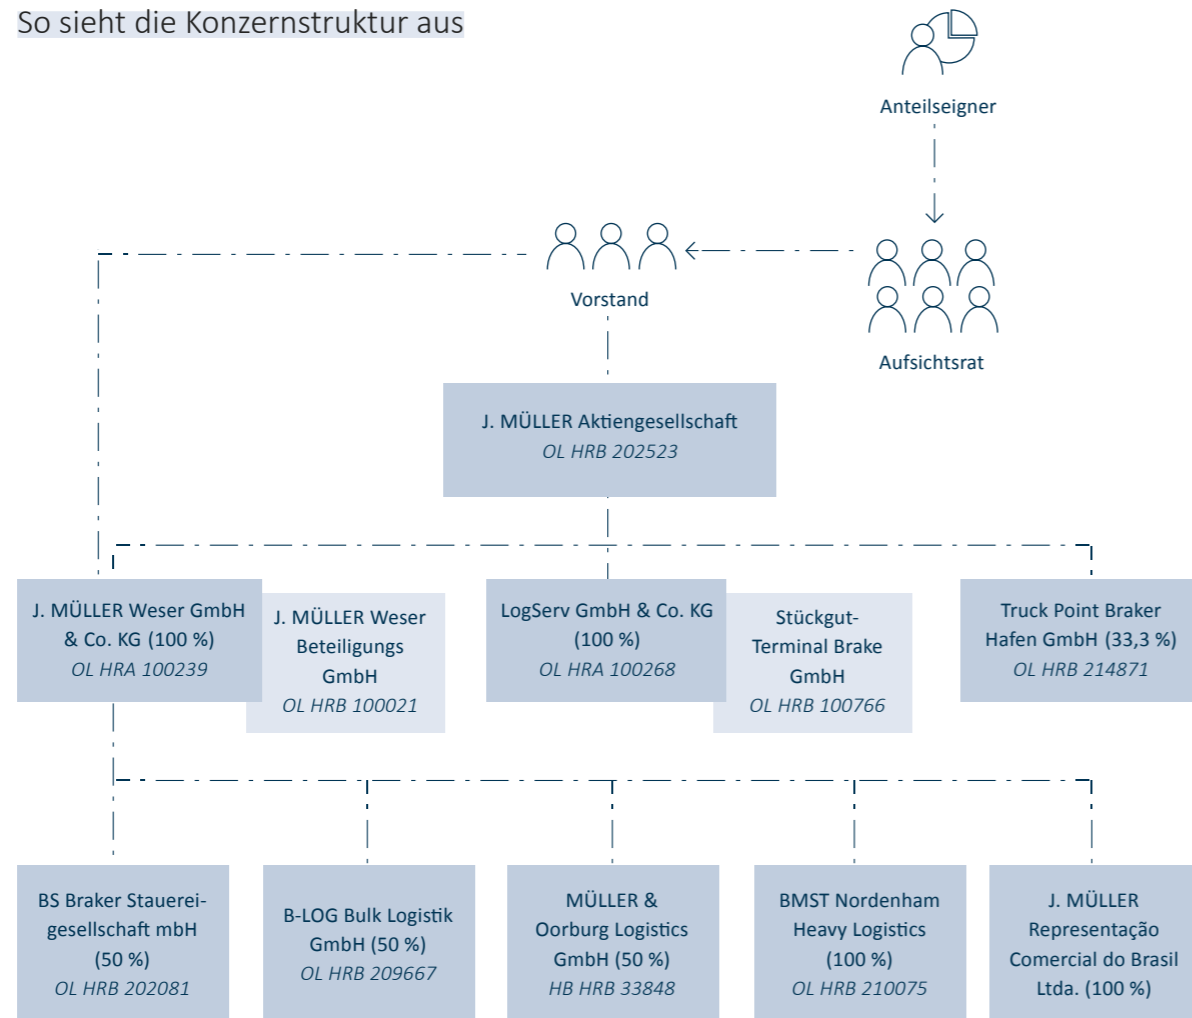 So sieht die Konzernstruktur aus
Anteilseigner
Vorstand
Aufsichtsrat
J. MÜLLER Aktiengesellschaft
OL HRB 202523
J. MÜLLER Weser GmbH
& Co. KG (100 %)
OL HRA 100239
J. MÜLLER Weser
Beteiligungs
GmbH
OL HRB 100021
LogServ GmbH & Co. KG
(100 %)
OL HRA 100268
Stückgut-
Terminal Brake
GmbH
OL HRB 100766
Truck Point Braker
Hafen GmbH (33,3 %)
OL HRB 214871
BS Braker Stauerei-
gesellschaft mbH
(50 %)
OL HRB 202081
B-LOG Bulk Logistik
GmbH (50 %)
OL HRB 209667
MÜLLER &
Oorburg Logistics
GmbH (50 %)
HB HRB 33848
BMST Nordenham
Heavy Logistics
(100 %)
OL HRB 210075
J. MÜLLER
Representação
Comercial do Brasil
Ltda. (100 %)